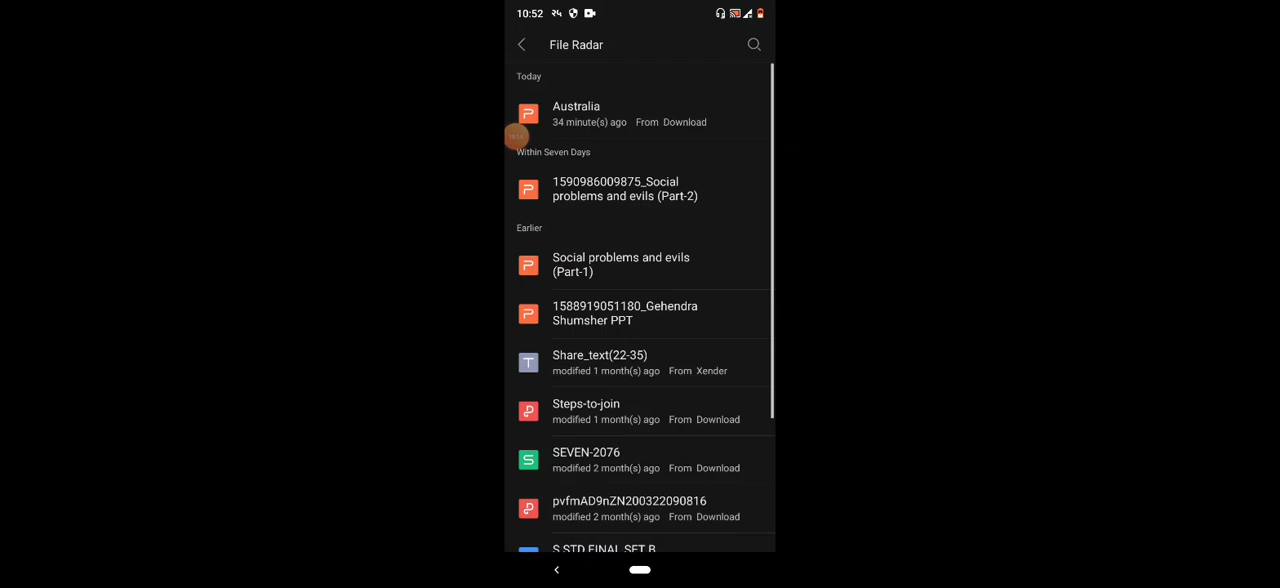 10:52 २५
File Radar
Today
Australia
34 minute(s) ago From Download
Within Seven Days
1590986009875_Social
problems and evils (Part-2)
Earlier
Social problems and evils
(Part-1)
1588919051180_Gehendra
Shumsher PPT
Share_text(22-35)
modified 1 month(s) ago From Xender
Steps-to-join
modified 1 month(s) ago From Download
SEVEN-2076
modified 2 month(s) ago From Download
pvfmAD9nZN200322090816
modified 2 month(s) ago From Download
S STD FINAL SET B